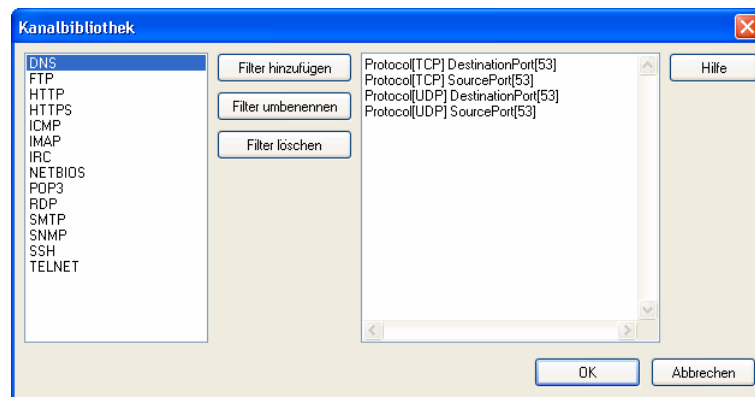 Kanalbibliothek
DNS
FTP
HTTP
HTTPS
ICMP
IMAP
IRC
NETBIOS
POP3
RDP
SMTP
SNMP
SSH
TELNET
Filter hinzufügen
Filter umbenennen
Filter löschen
Protocol[TCP] DestinationPort[53]
Protocol[TCP] SourcePort[53]
Protocol[UDP] DestinationPort[53]
Protocol[UDP] SourcePort[53]
Hilfe
OK
Abbrechen